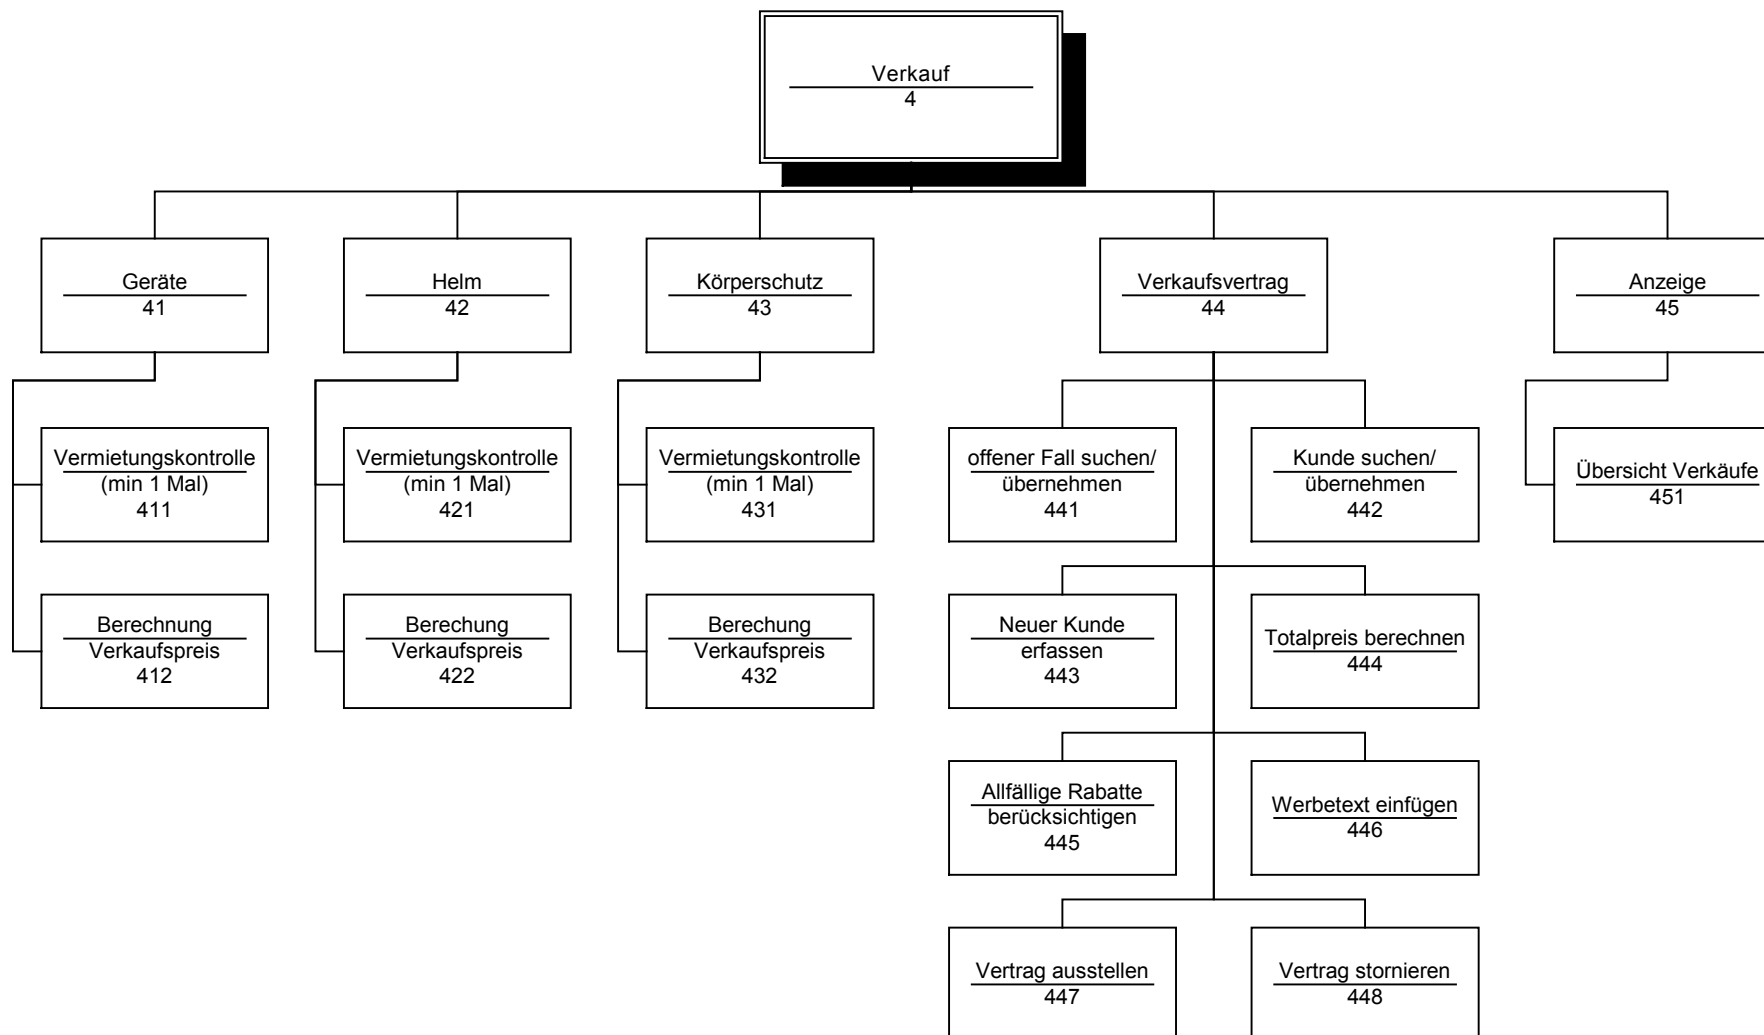 Verkauf
4
Geräte
41
Helm
42
Körperschutz
43
Verkaufsvertrag
44
Anzeige
45
Vermietungskontrolle
(min 1 Mal)
411
Vermietungskontrolle
(min 1 Mal)
421
Vermietungskontrolle
(min 1 Mal)
431
offener Fall suchen/
übernehmen
441
Kunde suchen/
übernehmen
442
Übersicht Verkäufe
451
Berechnung
Verkaufspreis
412
Berechung
Verkaufspreis
422
Berechung
Verkaufspreis
432
Neuer Kunde
erfassen
443
Totalpreis berechnen
444
Allfällige Rabatte
berücksichtigen
445
Werbetext einfügen
446
Vertrag ausstellen
447
Vertrag stornieren
448